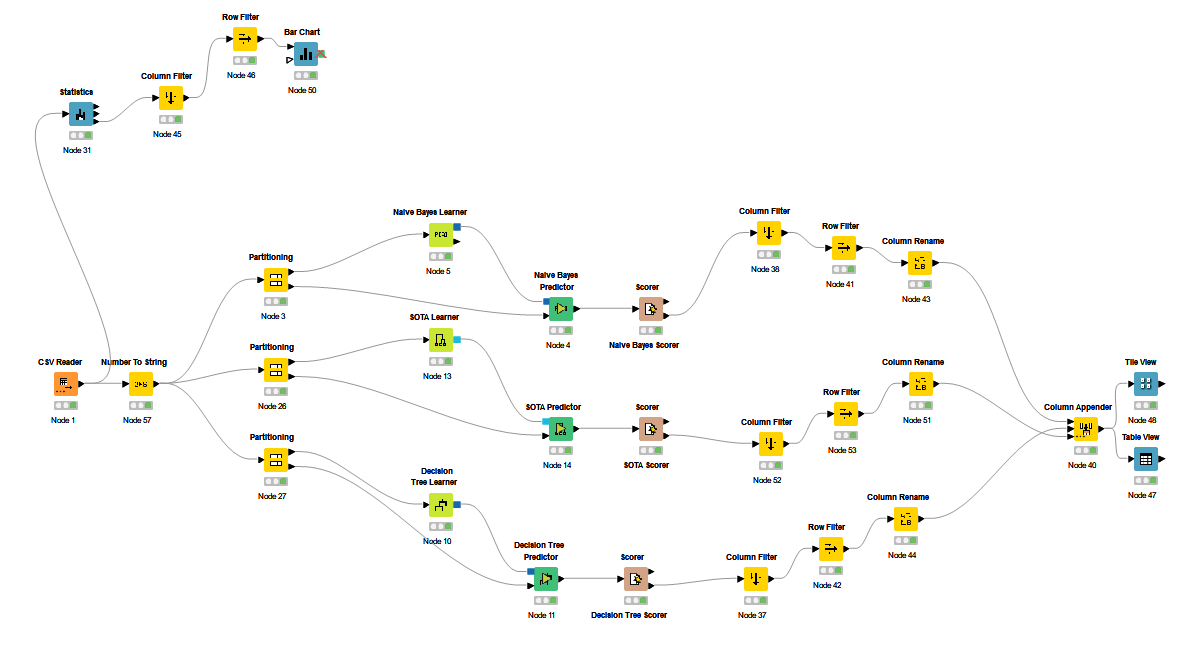 Row Filter
Bar Chart
Node 46
Column Filter
Node 50
Statistics
Node 45
Node 31
Naive Bayes Learner
Column Filter
Row Filter
Column Rename
Node 5
Partitioning
Node 38
Naive Bayes
Predictor
Scorer
Node 41
Node 43
Node 3
SOTA Learner
Node 4
Naive Bayes Scorer
Partitioning
CSV Reader
Number To String
Column Rename
Tile View
Node 13
Row Filter
Node 26
Node 1
Node 57
SOTA Predictor
Scorer
Column Filter
Node 51
Column Appender
Node 48
Partitioning
Table View
Node 53
Node 14
SOTA Scorer
Node 40
Decision
Tree Learner
Node 52
Node 27
Node 47
Column Rename
Node 10
Row Filter
Decision Tree
Predictor
Scorer
Column Filter
Node 44
Node 42
Node 11
Decision Tree Scorer
Node 37